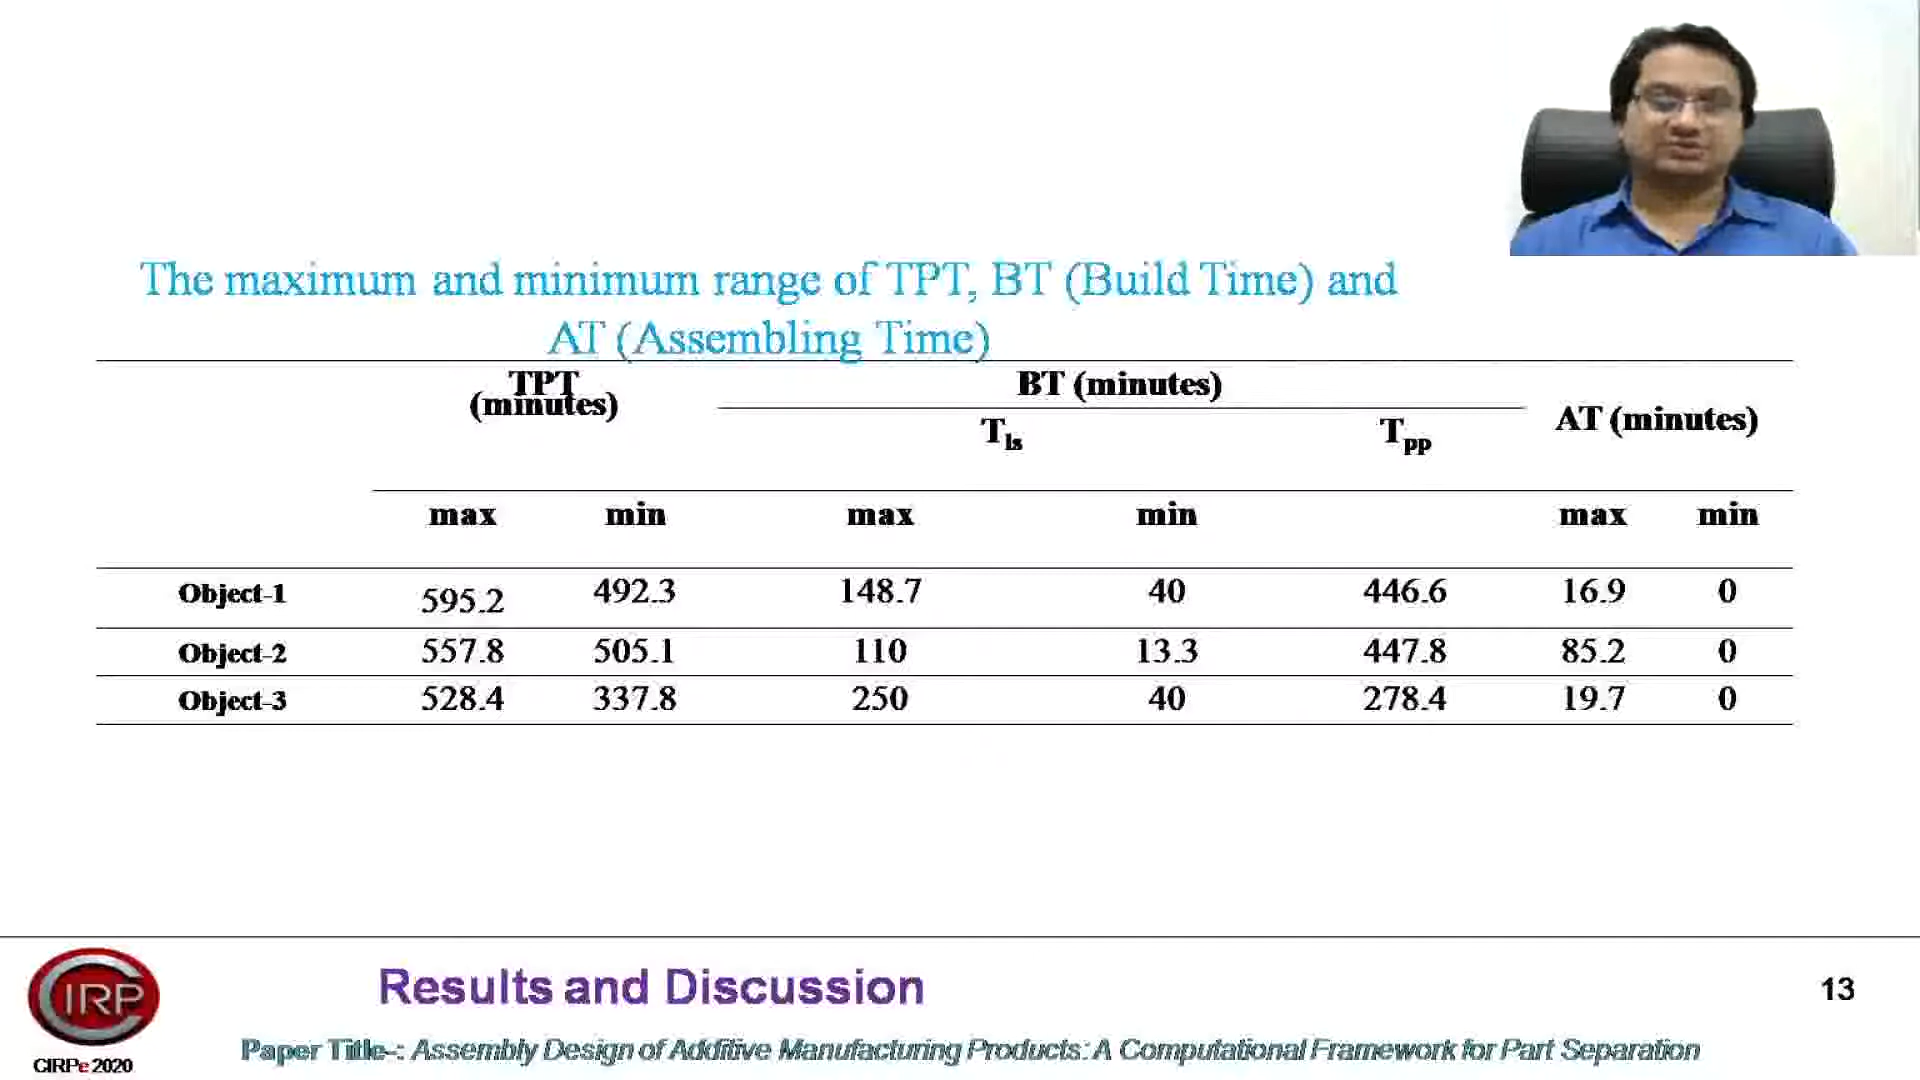 The maximum and minimum range of TPT, BT (Build Time) and
AT (Assembling Time)
TPT
(minutes)
BT (minutes)
AT (minutes)
Tls
Tpp
max min max min max min
Object-1 595.2 492.3 148.7 40 446.6 16.9 0
Object-2 557.8 505.1 110 13.3 447.8 85.2 0
Object-3 528.4 337.8 250 40 278.4 19.7 0
CIRP
CIRPe 2020
Results and Discussion
13
Paper Title-: Assembly Design of Additive Manufacturing Products: A Computational Framework for Part Separation